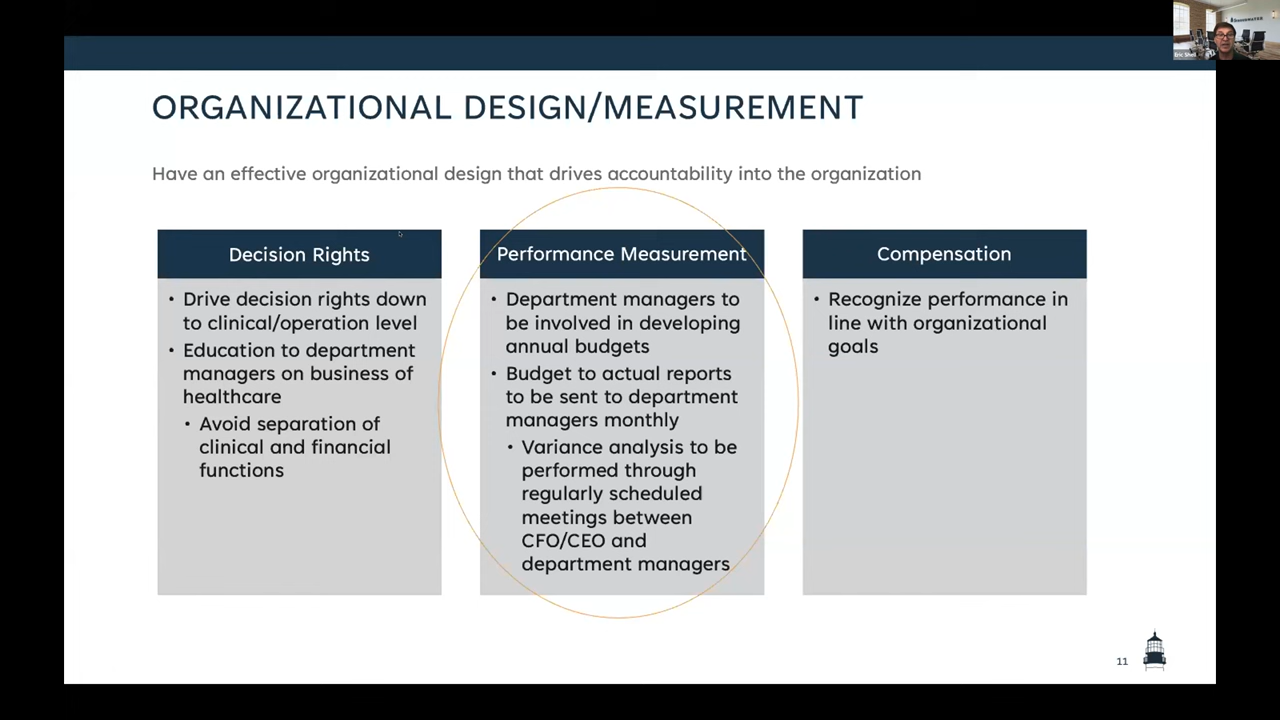 STROUDWATER
Eric Shell
ORGANIZATIONAL DESIGN/MEASUREMENT
Have an effective organizational design that drives accountability into the organization
Decision Rights
• Drive decision rights down
to clinical/operation level
• Education to department
managers on business of
healthcare
• Avoid separation of
clinical and financial
functions
Performance Measurement
• Department managers to
be involved in developing
annual budgets
• Budget to actual reports
to be sent to department
managers monthly
• Variance analysis to be
performed through
regularly scheduled
meetings between
CFO/CEO and
department managers
Compensation
• Recognize performance in
line with organizational
goals
11